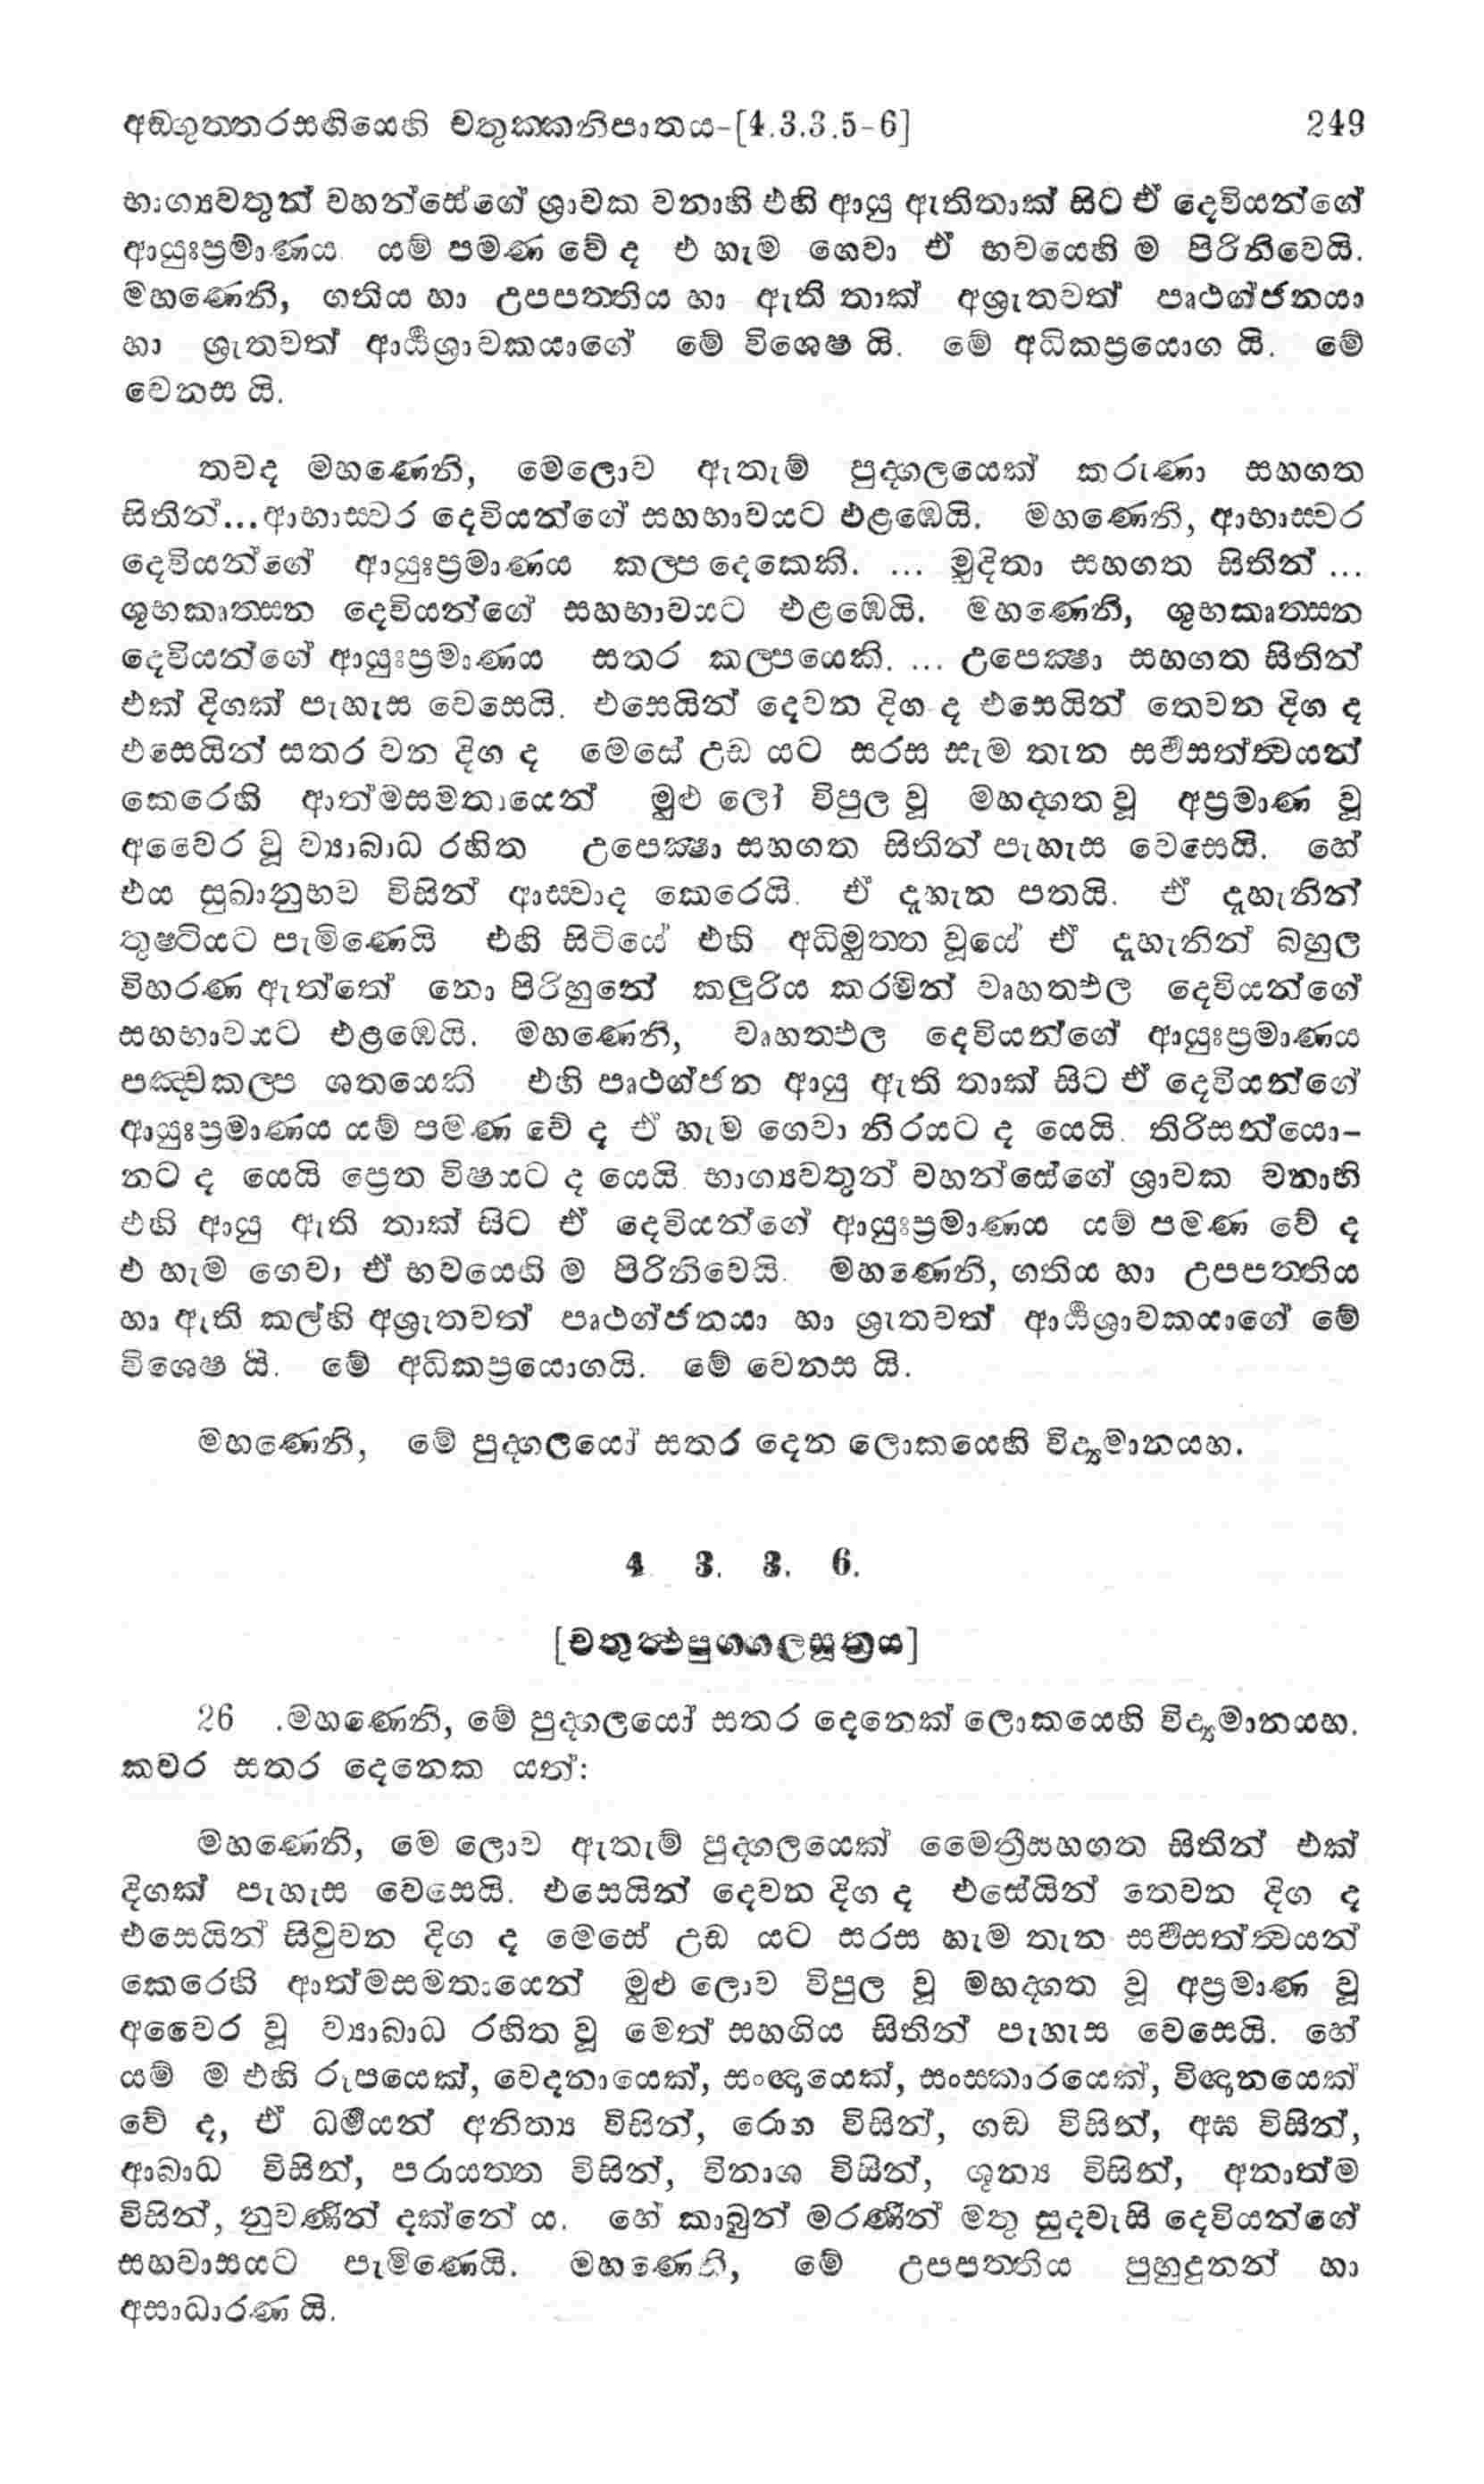 අඞ්ගුත්තරසඟියෙහි චතුක්කනිපාතය-[4.3.3.5-6] 249
භාග්‍යවතුන් වහන්සේගේ ශ්‍රාවක වනාහි එහි ආයු ඇතිතාක් සිට ඒ දෙවියන්ගේ
ආයුඃප්‍රමාණය යම් පමණ වේ ද එ හැම ගෙවා ඒ භවයෙහි ම පිරිනිවෙයි.
මහණෙනි, ගතිය හා උපපත්තිය හා ඇති තාක් අශ්‍රැතවත් පෘථග්ජනයා
හා ශ්‍රැතවත් ආර්‍ය්‍යශ්‍රාවකයාගේ මේ විශෙෂ යි. මේ අධිකප්‍රයොග යි. මේ
වෙනස යි.
තවද මහණෙනි, මෙලොව ඇතැම් පුද්ගලයෙක් කරුණා සහගත
සිතින්...ආභාස්වර දෙවියන්ගේ සහභාවයට එළඹෙයි. මහණෙනි, ආභාස්වර
දෙවියන්ගේ ආයුඃප්‍රමාණය කල්ප දෙකෙකි. ... මුදිතා සහගත සිතින් ...
ශුභකෘත්ස්න දෙවියන්ගේ සහභාවයට එළඹෙයි. මහණෙනි, ශුභකෘත්ස්න
දෙවියන්ගේ ආයුඃප්‍රමාණය සතර කල්පයෙකි. ... උපෙක්‍ෂා සහගත සිතින්
එක් දිගක් පැහැස වෙසෙයි. එසෙයින් දෙවන දිග ද එසෙයින් තෙවන දිග ද
එසෙයින් සතර වන දිග ද මෙසේ උඩ යට සරස සැම තැන සර්‍වසත්ත්‍වයන්
කෙරෙහි ආත්මසමතායෙන් මුළු ලෝ විපුල වූ මහද්ගත වූ අප්‍රමාණ වූ
අවෛර වූ ව්‍යාබාධ රහිත උපෙක්‍ෂා සහගත සිතින් පැහැස වෙසෙයි. හේ
එය සුඛානුභව විසින් ආස්වාද කෙරෙයි. ඒ ද​ැහැන පතයි. ඒ දැහැනින්
තුෂ්ටියට පැමිණෙයි එහි සිටියේ එහි අධිමුක්ත වූයේ ඒ දැහැනින් බහුල
විහරණ ඇත්තේ නො පිරිහුනේ කලුරිය කරමින් වෘහත්ඵල දෙවියන්ගේ
සහභාවයට එළඹෙයි. මහණෙනි, වෘහත්ඵල දෙවියන්ගේ ආයුඃප්‍රමාණය
පඤ්චකල්ප ශතයෙකි එහි පෘථග්ජන ආයු ඇති තාක් සිට ඒ දෙවියන්ගේ
ආයුඃප්‍රමාණය යම් පමණ වේ ද ඒ හැම ගෙවා නිරයට ද යෙයි. තිරිසන්යො-
නට ද යෙයි ප්‍රෙත විෂයට ද යෙයි. භාග්‍යවතුන් වහන්සේගේ ශ්‍රාවක වනාහි
එහි ආයු ඇති තාක් සිට ඒ දෙවියන්ගේ ආයුඃප්‍රමාණය යම් පමණ වේ ද
එ හැම ගෙවා ඒ භවයෙහි ම පිරිනිවෙයි. මහණෙනි, ගතිය හා උපපත්තිය
හා ඇති කල්හි අශ්‍රැතවත් පෘථග්ජනයා හා ශ්‍රැතවත් ආර්‍ය්‍යශ්‍රාවකයාගේ මේ
විශෙෂ යි. මේ අධිකප්‍රයොගයි. මේ වෙනස යි.
මහණෙනි, මේ පුද්ගලයෝ සතර දෙන ලොකයෙහි විද්‍යමානයහ.
4 3. 3. 6.
[චතුත්ථපුග්ගලසූත්‍රය]
26 .මහණෙනි, මේ පුද්ගලයෝ සතර දෙනෙක් ලොකයෙහි විද්‍යමානයහ.
කවර සතර දෙනෙක යත්:
මහණෙනි, මෙ ලොව ඇතැම් පුද්ගලයෙක් මෛත්‍රීසහගත සිතින් එක්
දිගක් පැහැස වෙසෙයි. එසෙයින් දෙවන දිග ද එසේයින් තෙවන දිග ද
එසෙයින් සිවුවන දිග ද මෙසේ උඩ යට සරස හැම තැන සර්‍වසත්ත්‍වයන්
කෙරෙහි ආත්මසමතායෙන් මුළු ලොව විපුල වූ මහද්ගත වූ අප්‍රමාණ වූ
අවෛර වූ ව්‍යාබාධ රහිත වූ මෙත් සහගිය සිතින් පැහැස වෙසෙයි. හේ
යම් ම එහි රූපයෙක්, වෙදනායෙක්, සංඥායෙක්, සංස්කාරයෙක්, විඥානයෙක්
වේ ද, ඒ ධර්‍මයන් අනිත්‍ය විසින්, රොග විසින්, ගඩ විසින්, අඝ විසින්,
ආබාධ විසින්, පරායත්ත විසින්, විනාශ විසින්, ශුන්‍ය විසින්, අනාත්ම
විසින්, නුවණින් දක්නේ ය. හේ කාබුන් මරණින් මතු සුදවැසි දෙවියන්ගේ
සහවාසයට පැමිණෙයි. මහණෙනි, මේ උපපත්තිය පුහුදුනන් හා
අසාධාරණ යි.